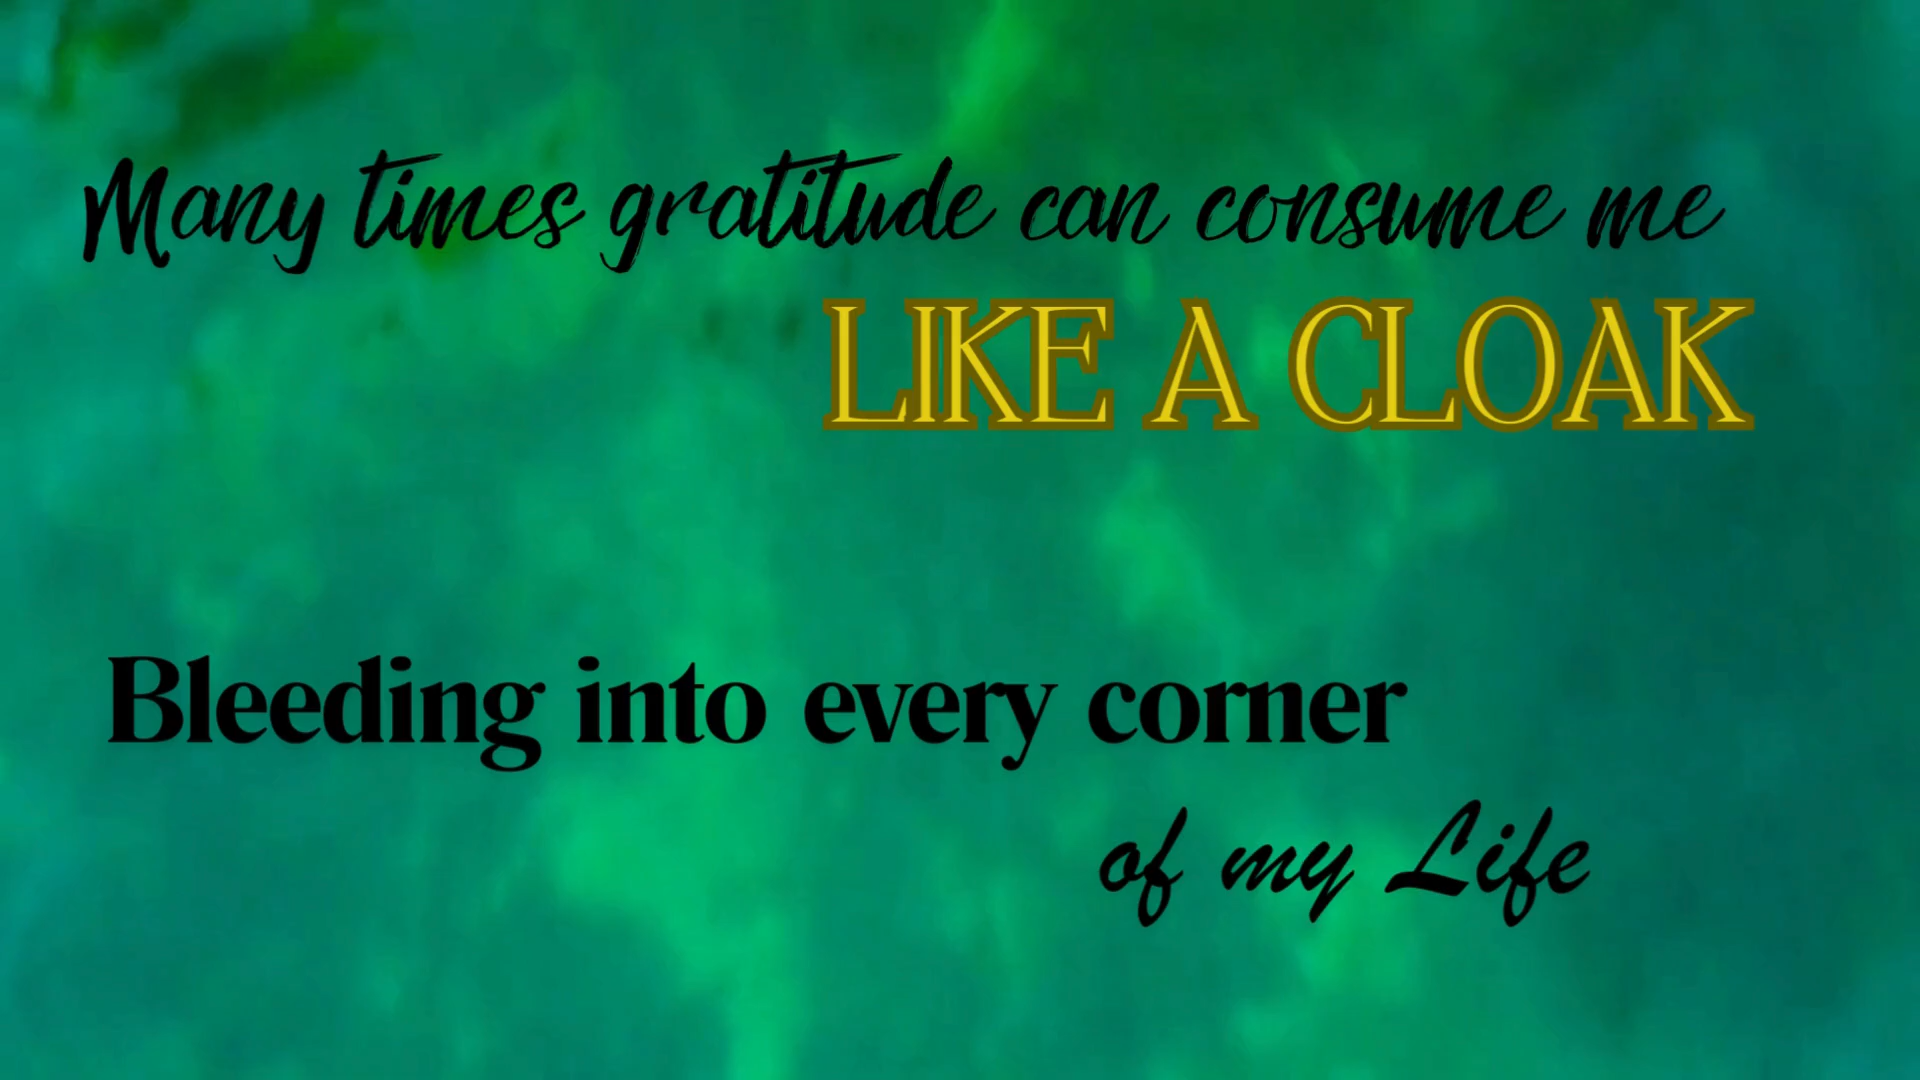 Many times gratitude can consume me
LIKE A CLOAK
Bleeding into every corner
of my Life